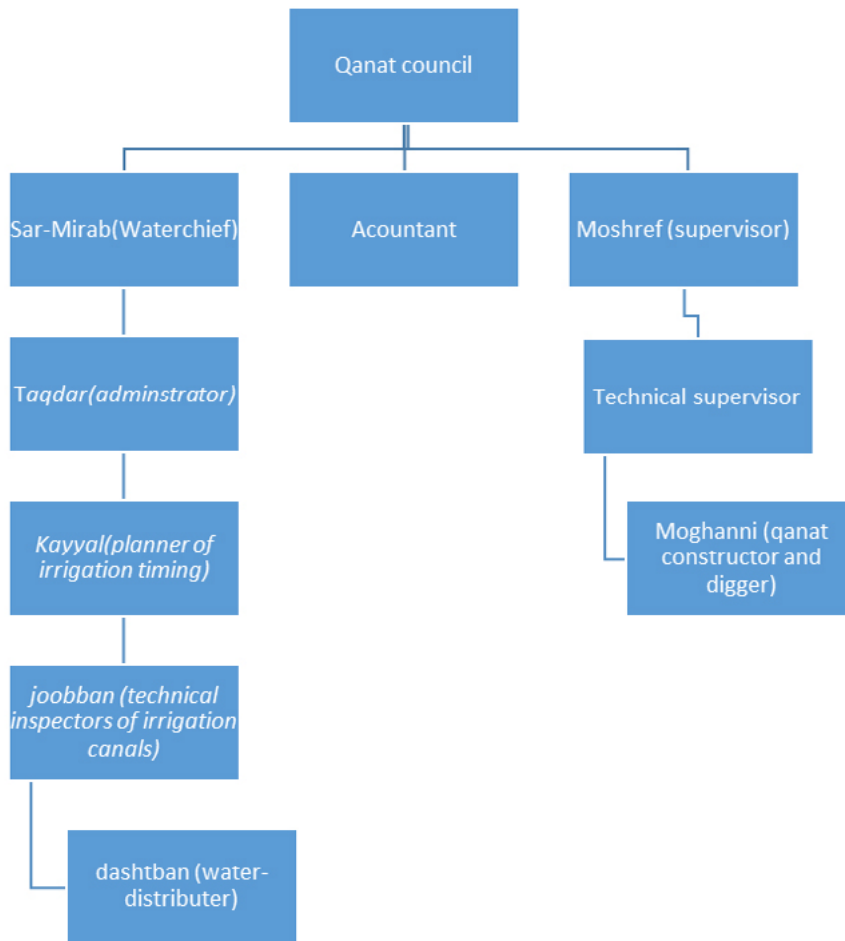 Qanat council
Sar-Mirab(Waterchief)
Acountant
Moshref (supervisor)
Taqdar(adminstrator)
Technical supervisor
Kayyal(planner of
irrigation timing)
Moghanni (qanat
constructor and
digger)
joobban (technical
inspectors of irrigation
canals)
dashtban (water-
distributer)